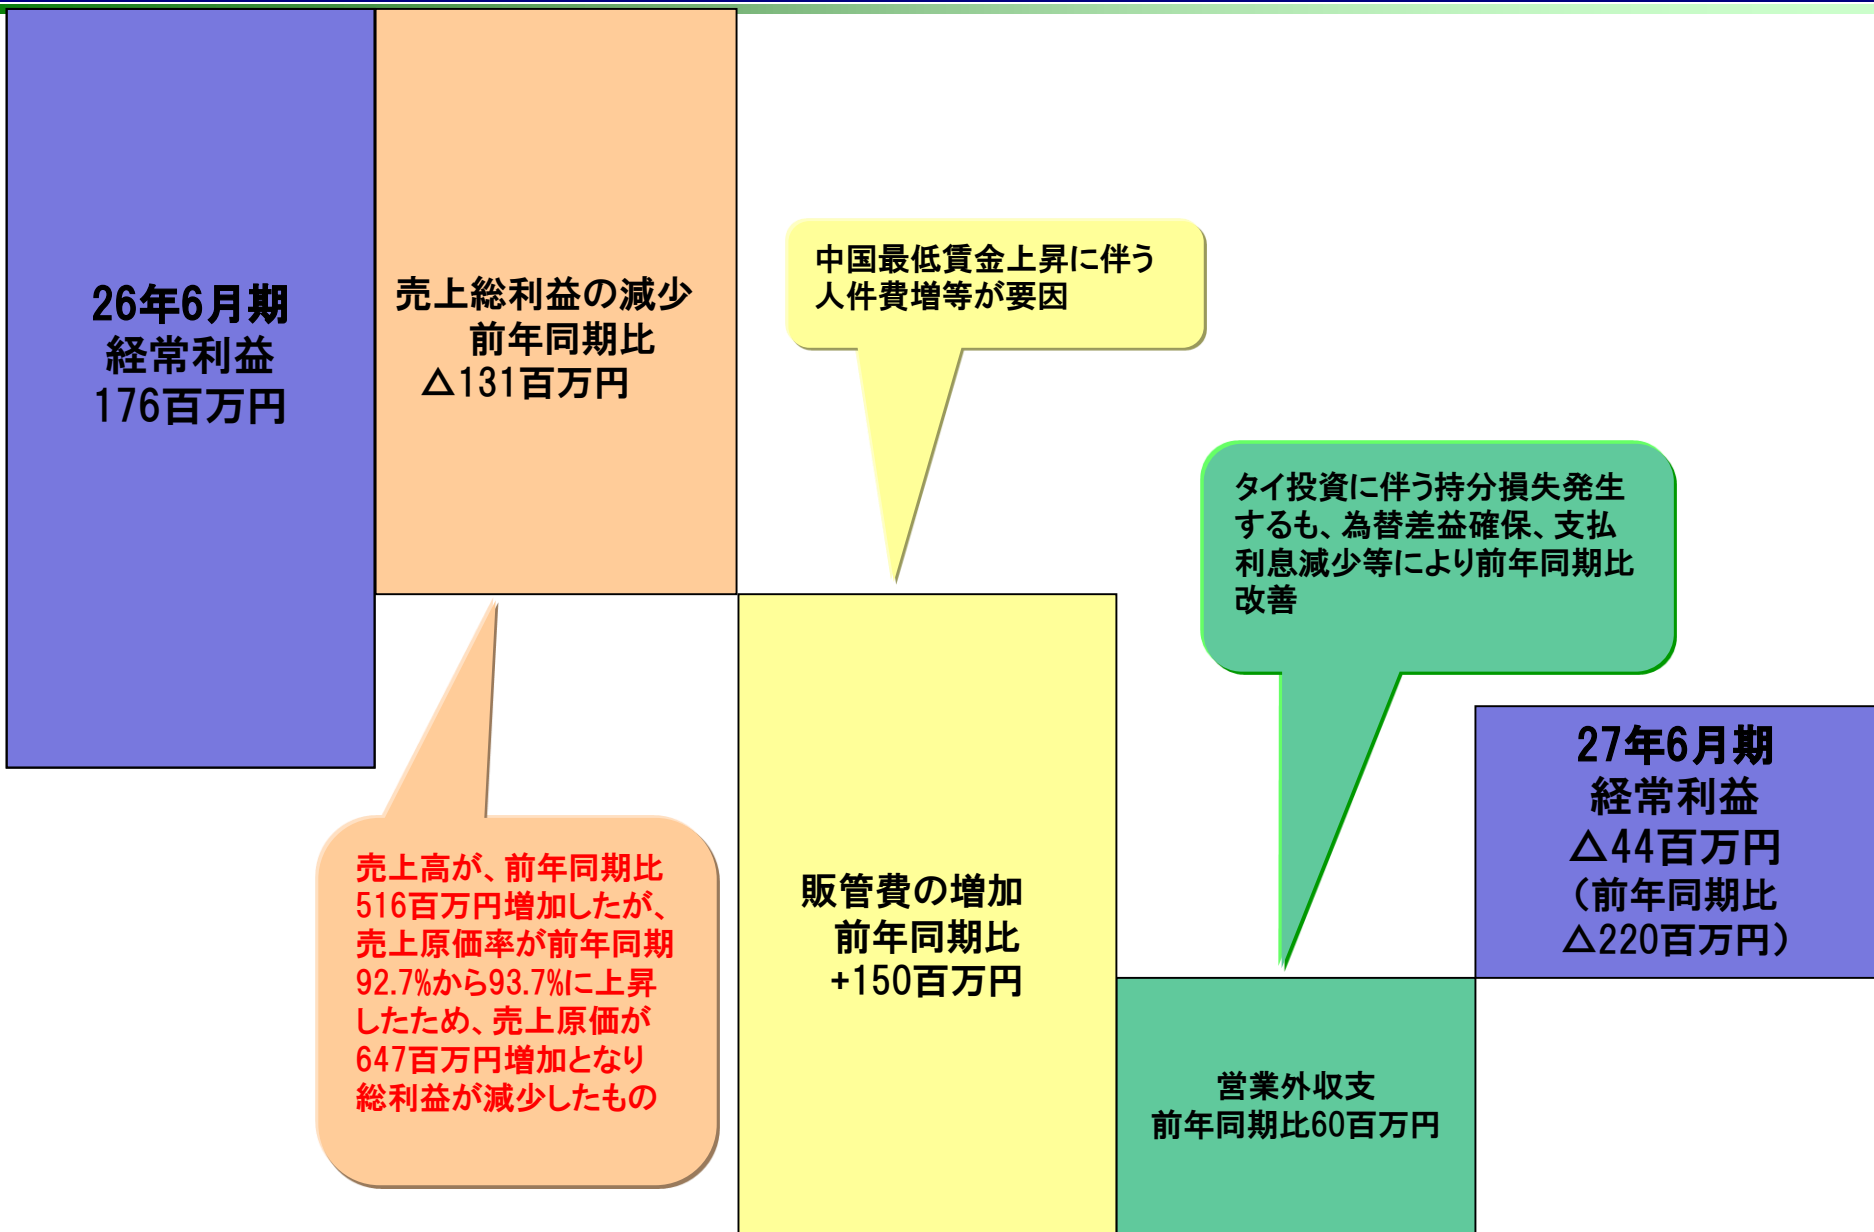 26年6月期
経常利益
176百万円
売上総利益の減少
前年同期比
△131百万円
中国最低賃金上昇に伴う
人件費増等が要因
タイ投資に伴う持分損失発生
するも、為替差益確保、支払
利息減少等により前年同期比
改善
売上高が、前年同期比
516百万円増加したが、
売上原価率が前年同期
92.7%から93.7%に上昇
したため、売上原価が
647百万円増加となり
総利益が減少したもの
販管費の増加
前年同期比
+150百万円
営業外収支
前年同期比60百万円
27年6月期
経常利益
△44百万円
（前年同期比
△220百万円）